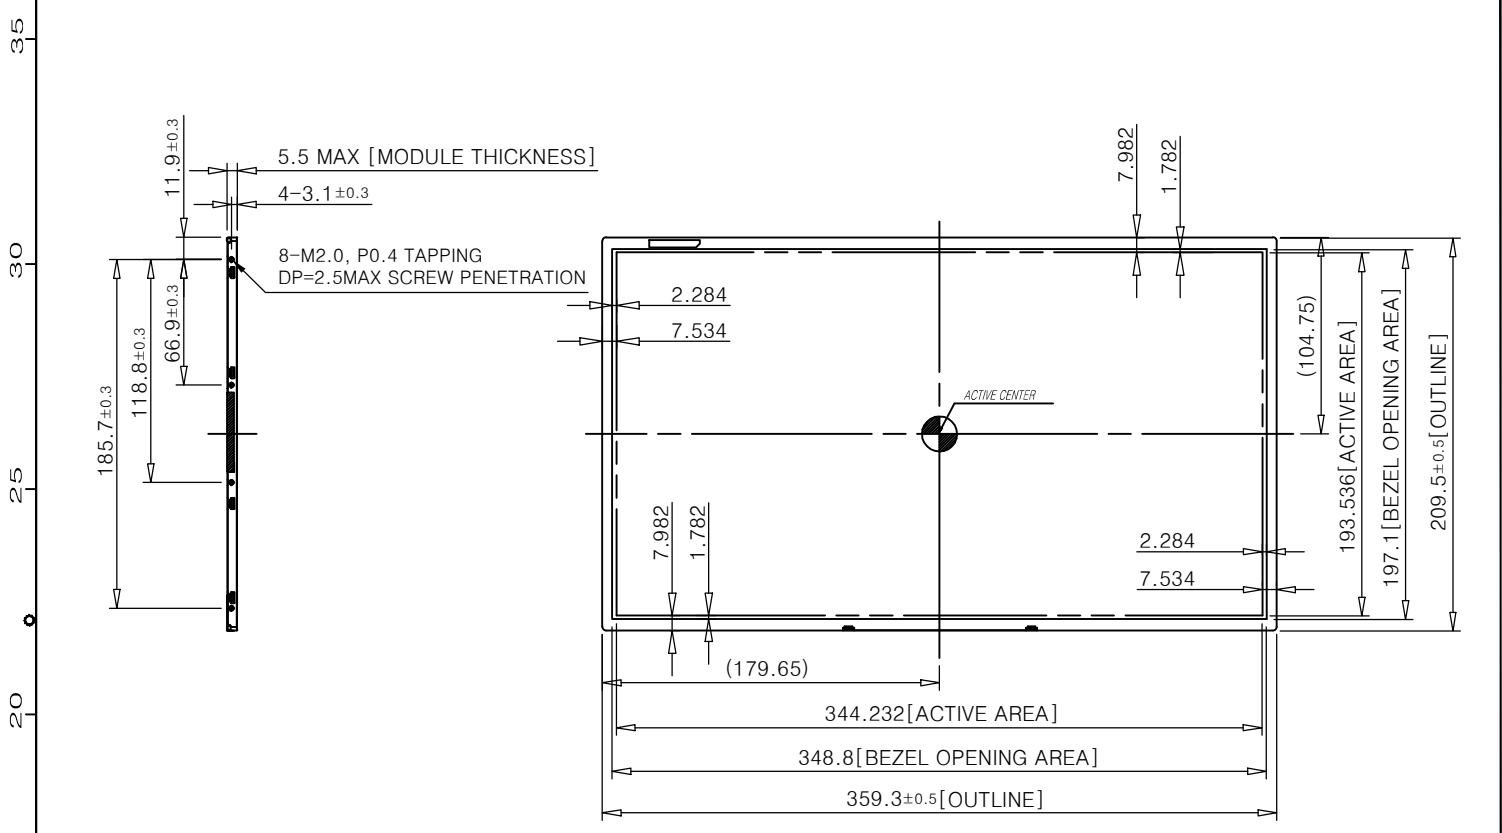 35
30
25
20
11.9±0.3
5.5 MAX [MODULE THICKNESS]
4-3.1±0.3
8-M2.0, P0.4 TAPPING
DP=2.5MAX SCREW PENETRATION
66.9±0.3
118.8±0.3
185.7±0.3
7.982
1.782
2.284
7.534
ACTIVE CENTER
(104.75)
193.536[ACTIVE AREA]
197.1[BEZEL OPENING AREA]
209.5±0.5[OUTLINE]
7.982
1.782
2.284
7.534
(179.65)
344.232[ACTIVE AREA]
348.8[BEZEL OPENING AREA]
359.3±0.5[OUTLINE]